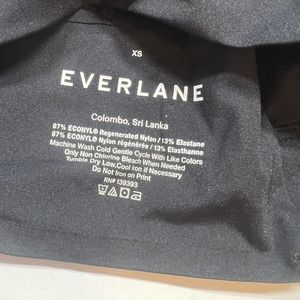 XS
EVERLANE
Colombo, Sri Lanka
87% ECONYL® Regenerated Nylon / 13% Elastane
87% ECONYL® Nylon régénérée / 13% Elasthanne
Machine Wash Cold Gentle Cycle With Like Colors
Only Non Chlorine Bleach When Needed
Tumble Dry Low. Cool Iron if Necessary
Do Not Iron on Print
RN# 139393